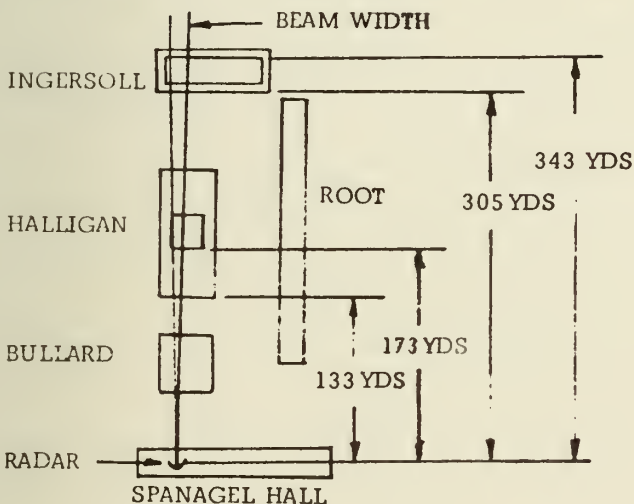 BEAM WIDTH
INGERSOLL
343 YDS
ROOT
305 YDS
HALLIGAN
173 YDS
BULLARD
133 YDS
RADAR
SPANAGEL HALL